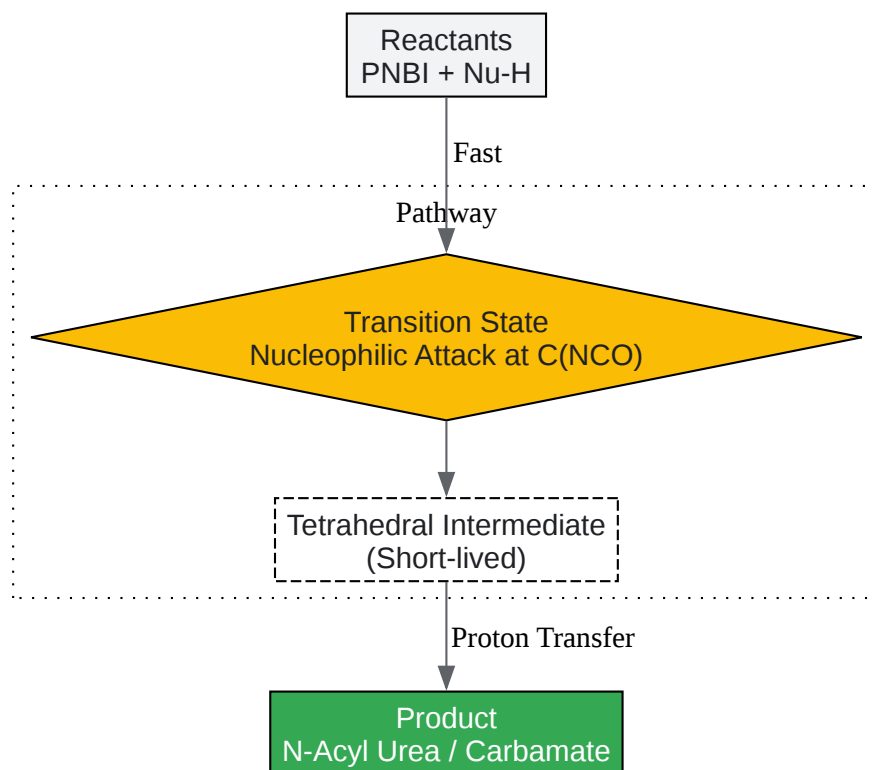 Reactants
PNBI + Nu-H
Fast
Pathway
Transition State
Nucleophilic Attack at C(NCO)
Tetrahedral Intermediate
(Short-lived)
Proton Transfer
Product
N-Acyl Urea / Carbamate